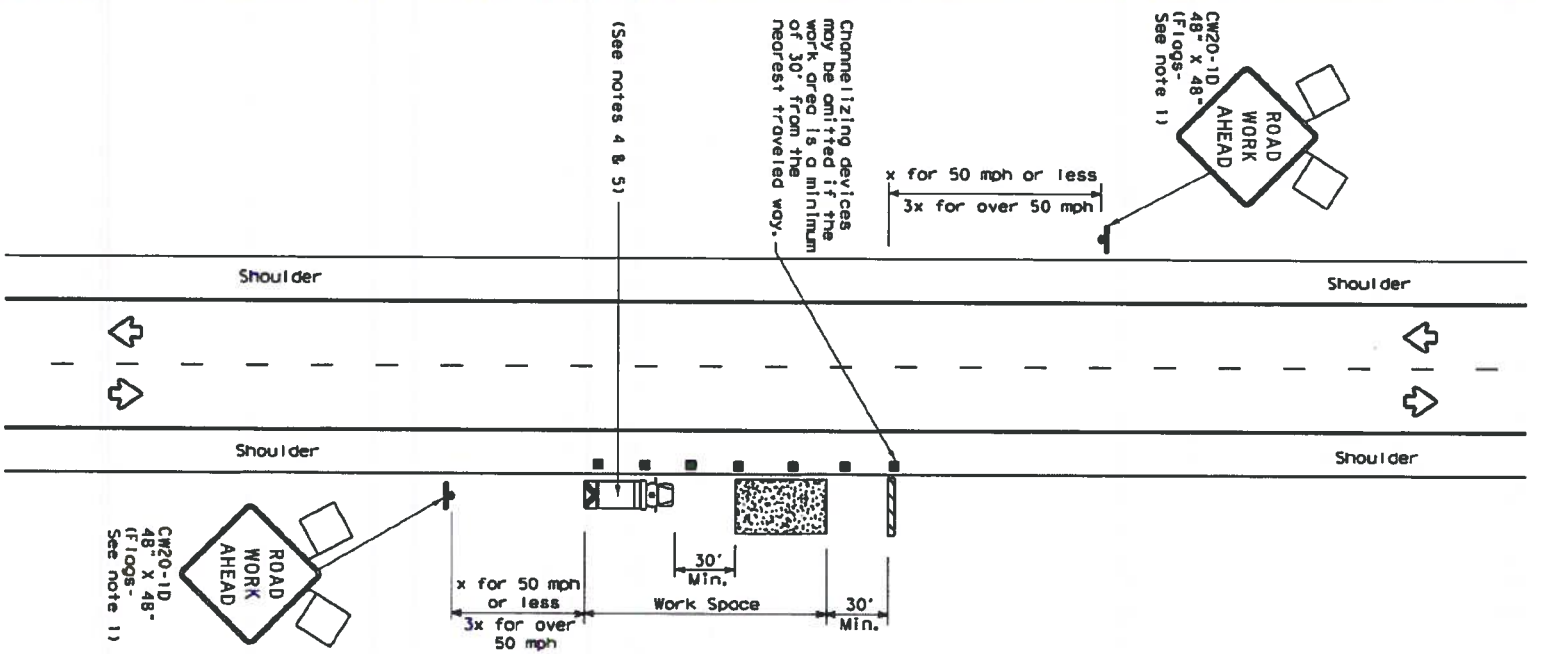 CW20-1D
48" X 48"
(Flags-
See note 1)
ROAD
WORK
AHEAD
Channelizing devices
may be omitted if the
work area is a minimum
of 30' from the
nearest traveled way.
(See notes 4 & 5)
x for 50 mph or less
3x for over 50 mph
Shoulder
Shoulder
Shoulder
Shoulder
CW20-1D
48" X 48"
(Flags-
See note 1)
ROAD
WORK
AHEAD
x for 50 mph
or less
3x for over
50 mph
30'
Min.
Work Space
30'
Min.